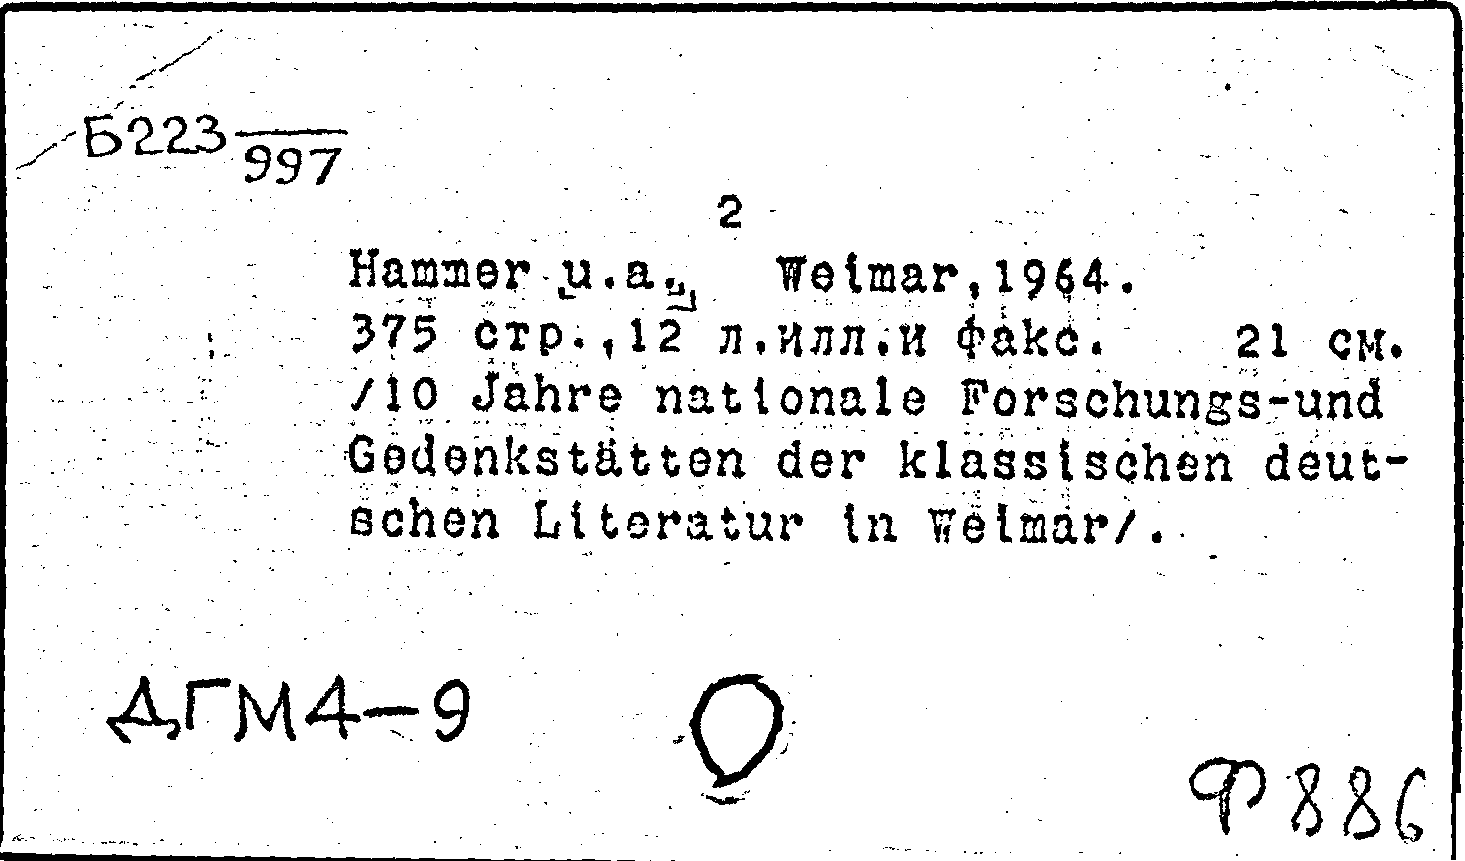 Б223
997
2
Hammer u.a., Weimar,1964.
375 стр.,12 л.илл.и факс. 21 см.
/10 Jahre nationale Forschungs-und
Gedenkstätten der klassischen deut-
schen Literatur in Weimar/.
ДГМ4-9
Ф886